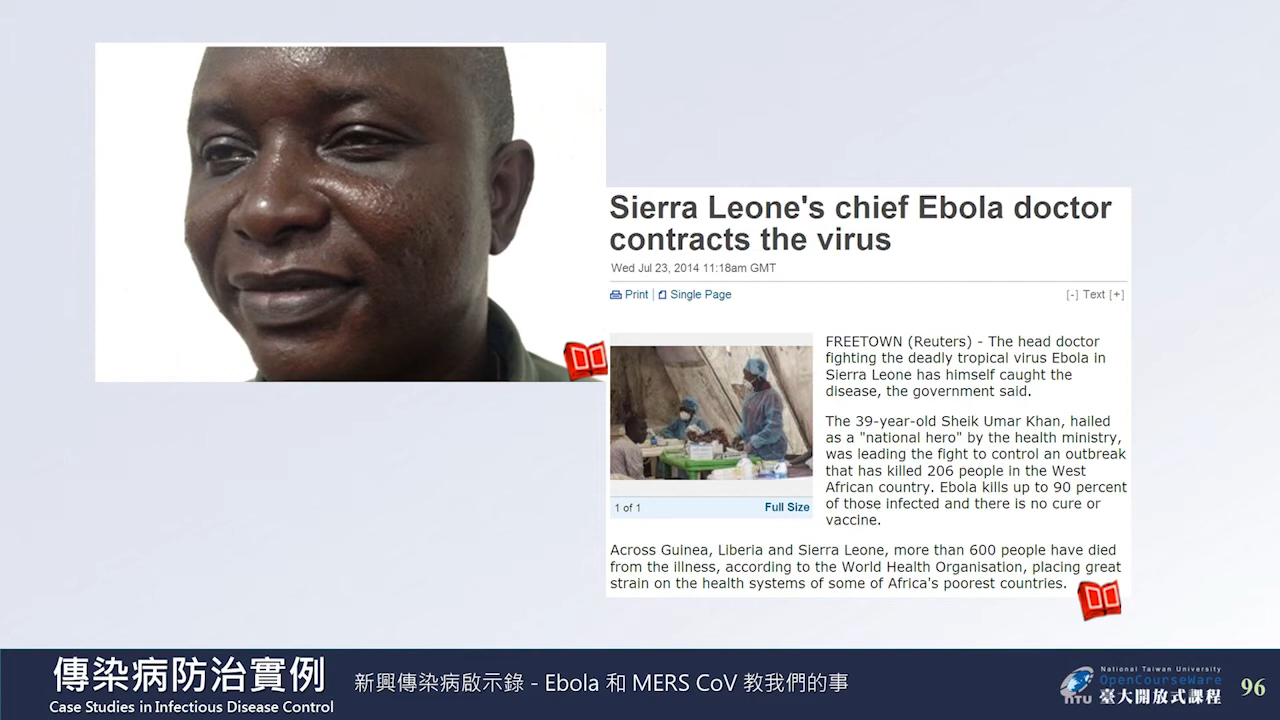 Sierra Leone's chief Ebola doctor
contracts the virus
Wed Jul 23, 2014 11:18am GMT
Print | Single Page
[-] Text [+]
FREETOWN (Reuters) - The head doctor
fighting the deadly tropical virus Ebola in
Sierra Leone has himself caught the
disease, the government said.
The 39-year-old Sheik Umar Khan, hailed
as a "national hero" by the health ministry,
was leading the fight to control an outbreak
that has killed 206 people in the West
African country. Ebola kills up to 90 percent
of those infected and there is no cure or
vaccine.
1 of 1
Full Size
Across Guinea, Liberia and Sierra Leone, more than 600 people have died
from the illness, according to the World Health Organisation, placing great
strain on the health systems of some of Africa's poorest countries.
傳染病防治實例
Case Studies in Infectious Disease Control
新興傳染病啟示錄 - Ebola 和 MERS CoV 教我們的事
National Taiwan University
OpenCourseWare
NTU 臺大開放式課程
96